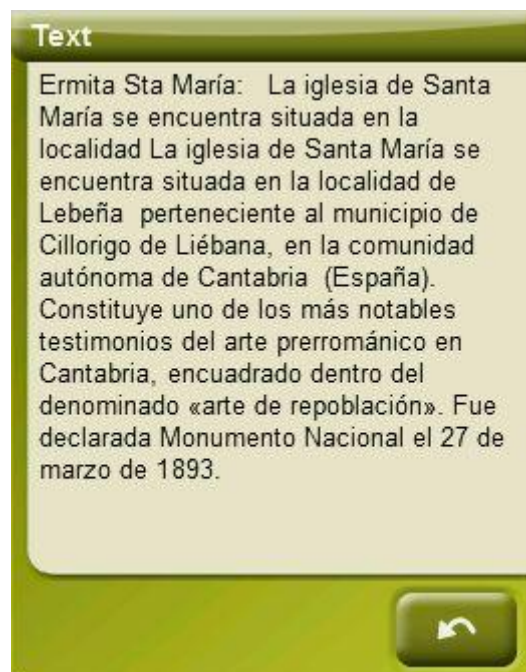 Text
Ermita Sta María:   La iglesia de Santa
María se encuentra situada en la
localidad La iglesia de Santa María se
encuentra situada en la localidad de
Lebeña  perteneciente al municipio de
Cillorigo de Liébana, en la comunidad
autónoma de Cantabria  (España).
Constituye uno de los más notables
testimonios del arte prerrománico en
Cantabria, encuadrado dentro del
denominado «arte de repoblación». Fue
declarada Monumento Nacional el 27 de
marzo de 1893.